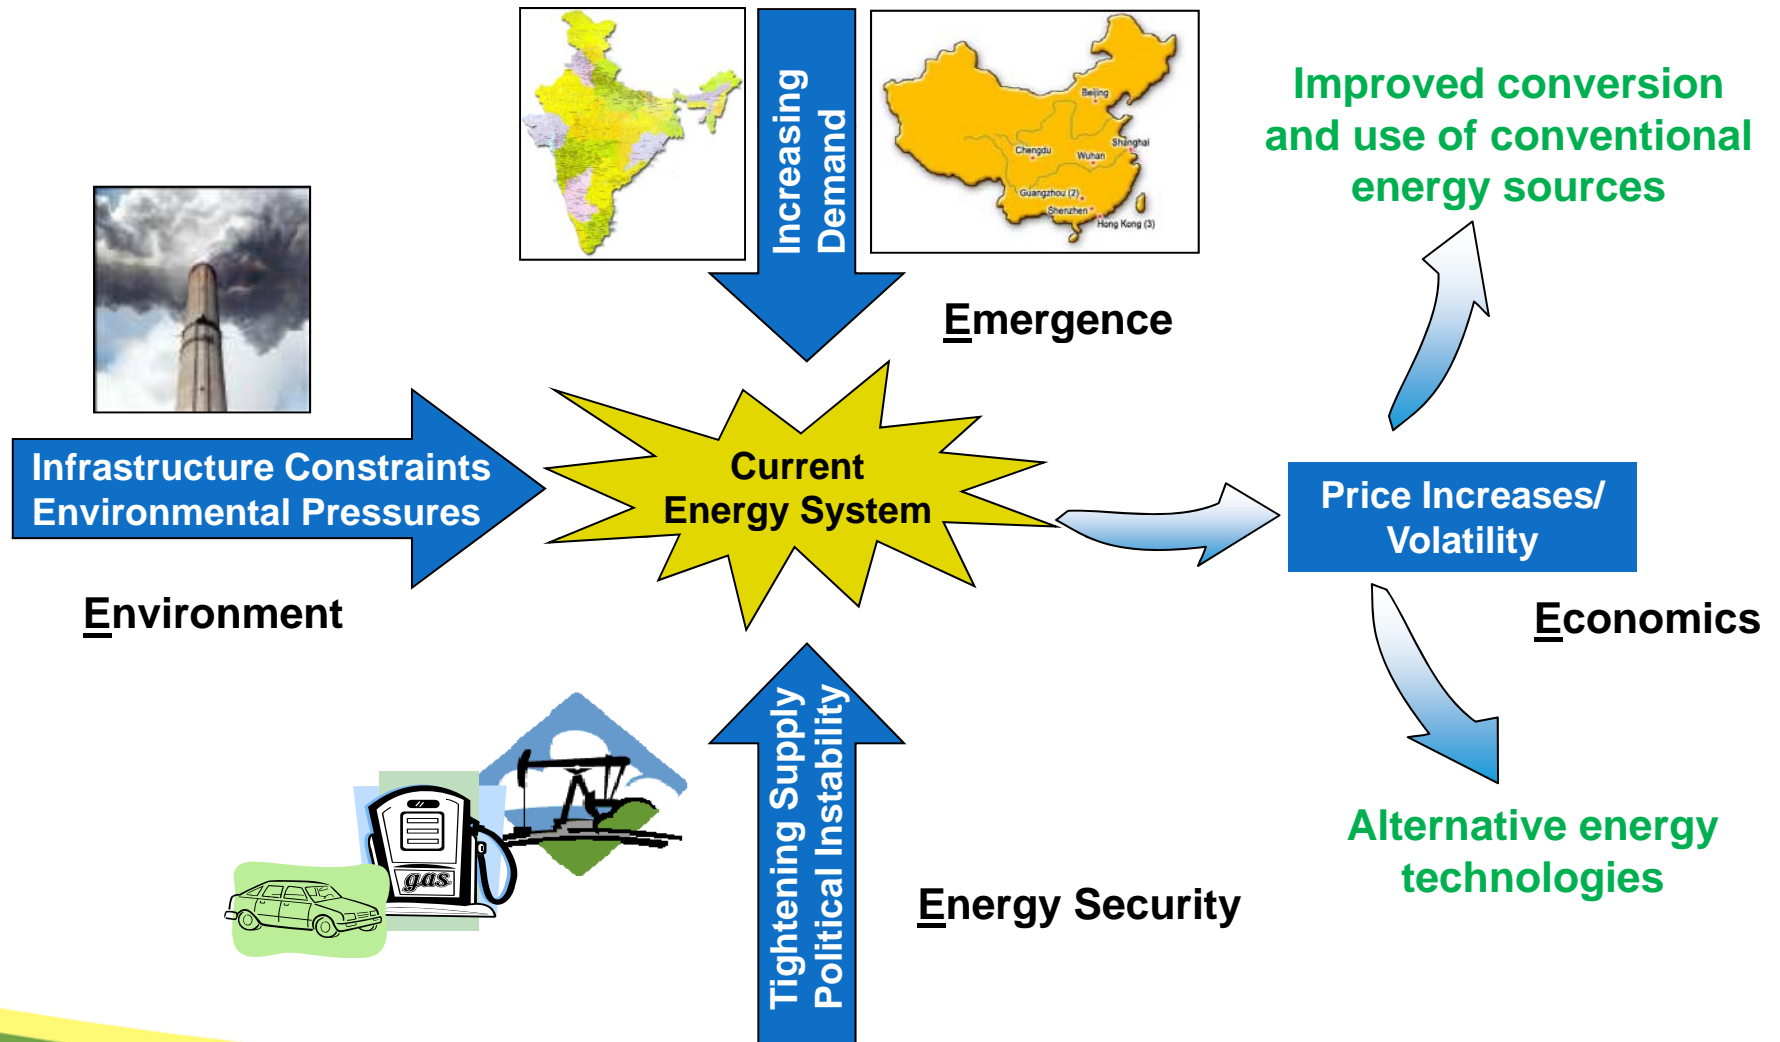 Increasing
Demand
Beijing
Shanghai
Chengdu
Wuhan
Guangzhou (2)
Shenzhen
Hong Kong (3)
Improved conversion
and use of conventional
energy sources
Emergence
Infrastructure Constraints
Environmental Pressures
Current
Energy System
Price Increases/
Volatility
Environment
Economics
Tightening Supply
Political Instability
gas
Alternative energy
technologies
Energy Security